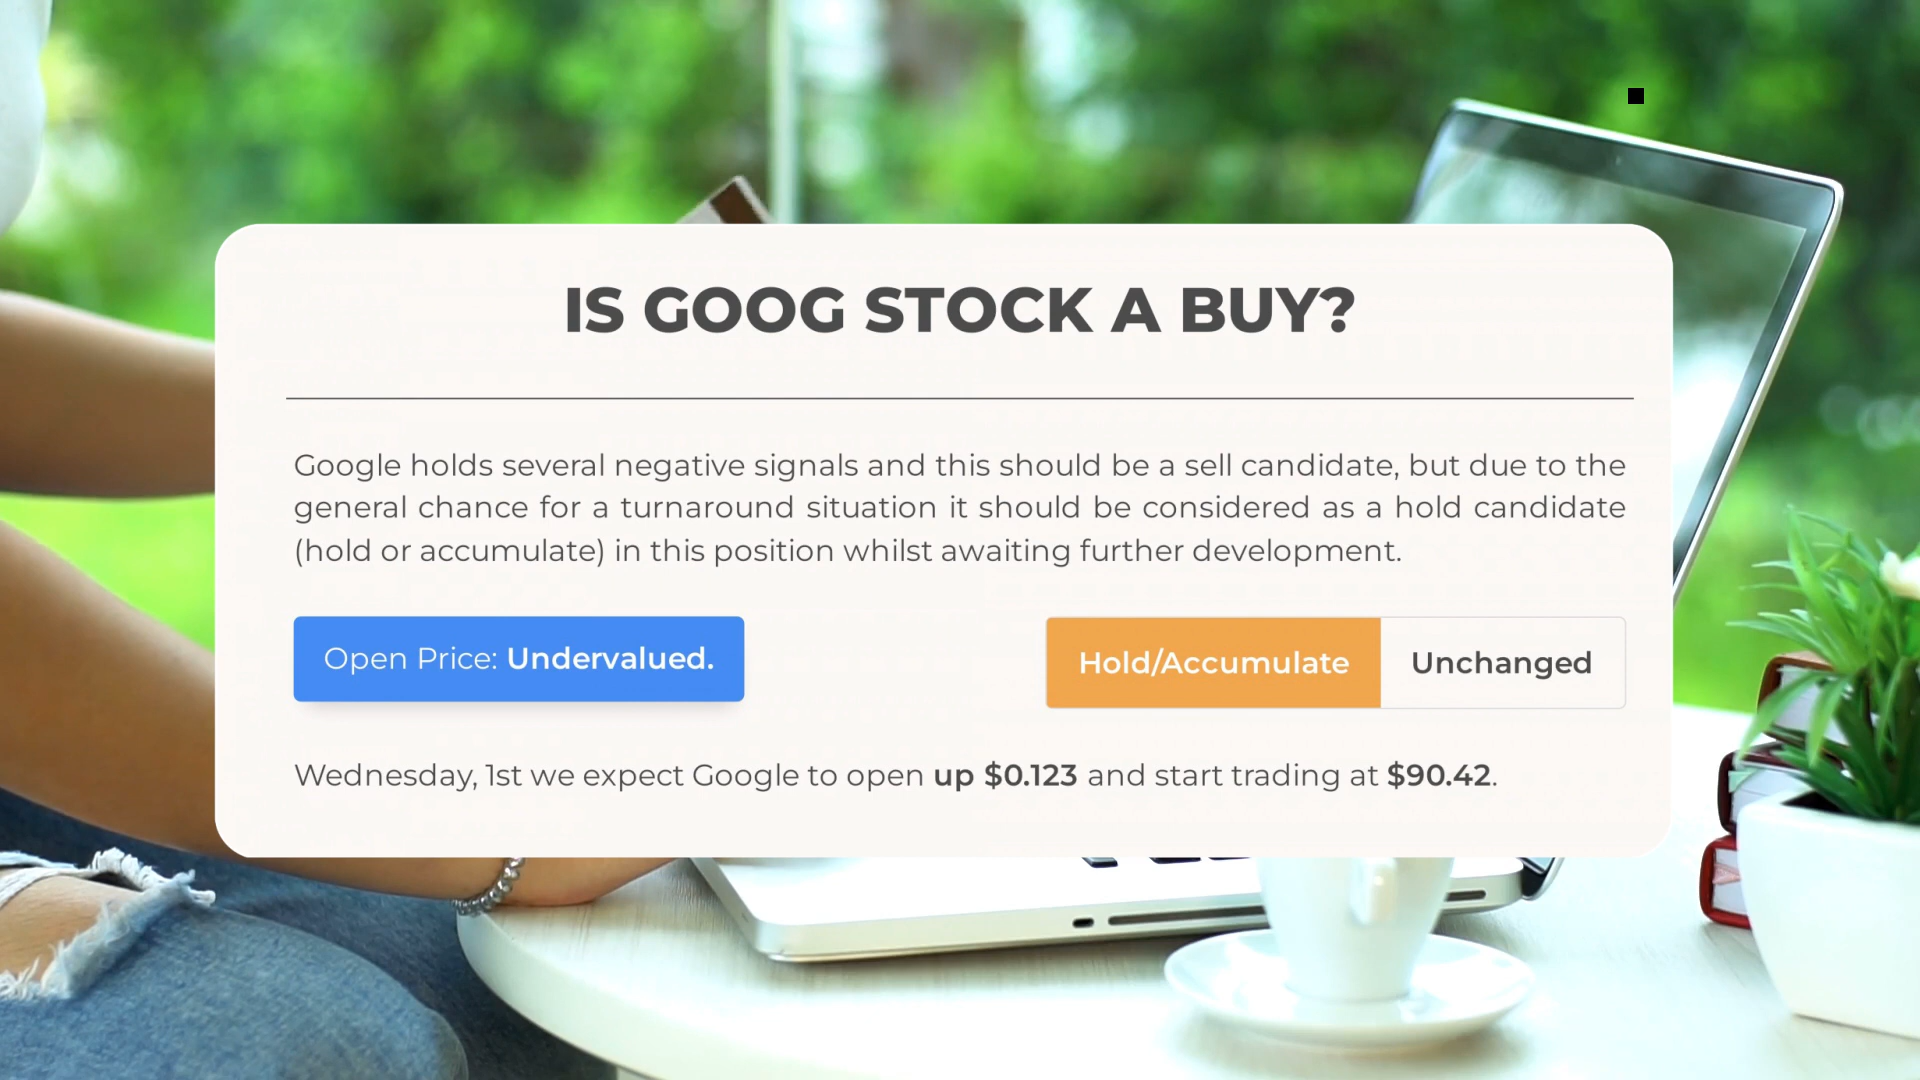 IS GOOG STOCK A BUY?
Google holds several negative signals and this should be a sell candidate, but due to the
general chance for a turnaround situation it should be considered as a hold candidate
(hold or accumulate) in this position whilst awaiting further development.
Open Price: Undervalued.
Hold/Accumulate Unchanged
Wednesday, 1st we expect Google to open up $0.123 and start trading at $90.42.